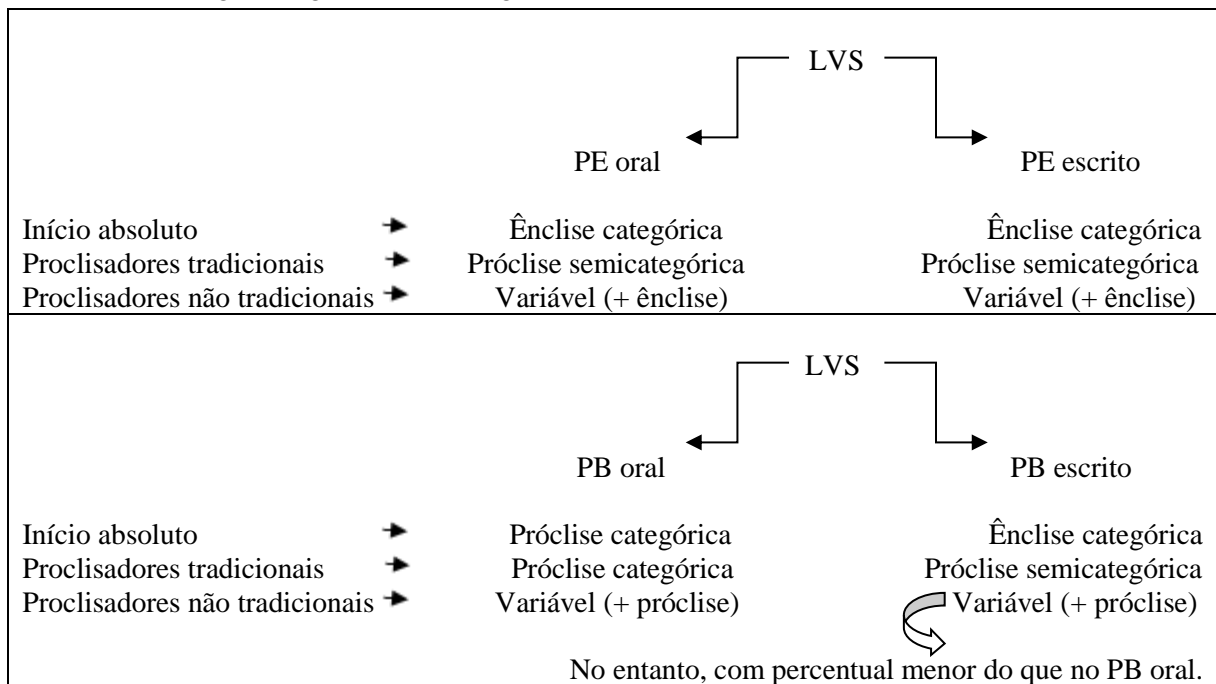 LVS
PE oral PE escrito
Início absoluto Ênclise categórica Ênclise categórica
Proclisadores tradicionais Próclise semicategórica Próclise semicategórica
Proclisadores não tradicionais Variável (+ ênclise) Variável (+ ênclise)
LVS
PB oral PB escrito
Início absoluto Próclise categórica Ênclise categórica
Proclisadores tradicionais Próclise categórica Próclise semicategórica
Proclisadores não tradicionais Variável (+ próclise) Variável (+ próclise)
No entanto, com percentual menor do que no PB oral.